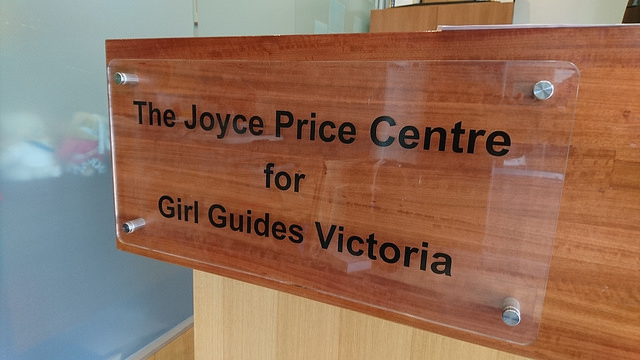 The Joyce Price Centre
for
Girl Guides Victoria